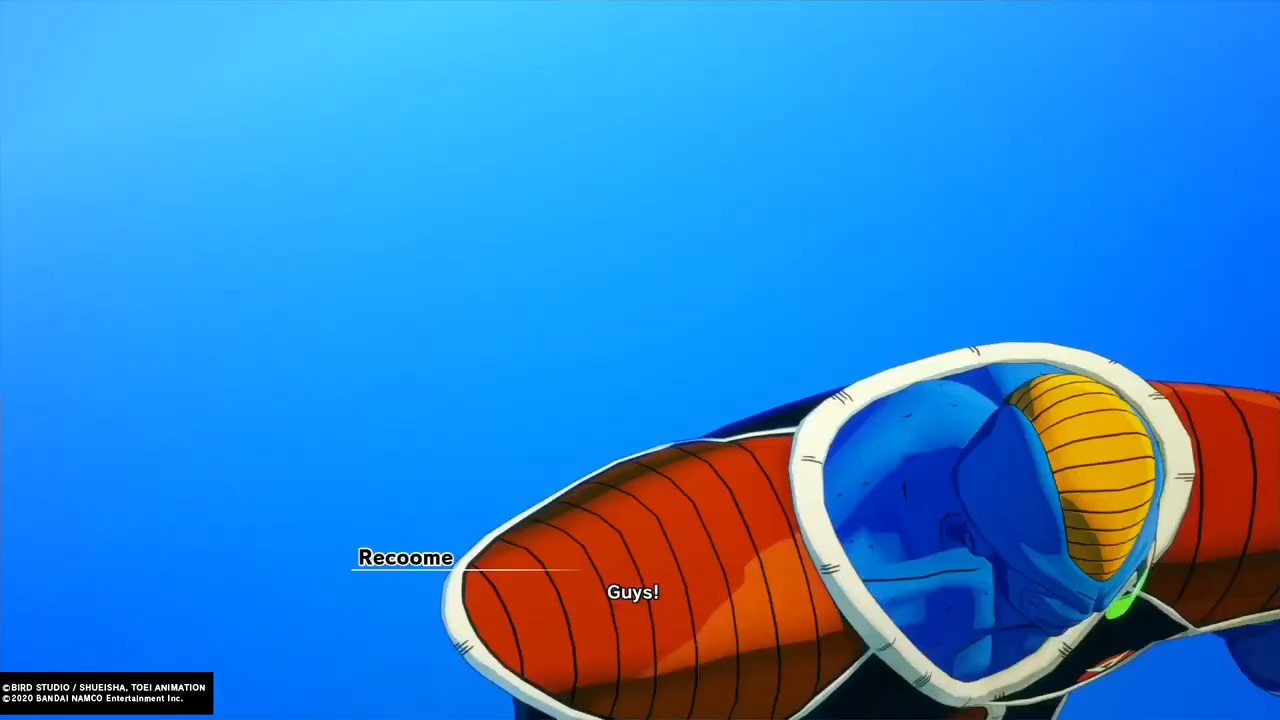 Recoome
Guys!
©BIRD STUDIO / SHUEISHA, TOEI ANIMATION
©2020 BANDAI NAMCO Entertainment Inc.